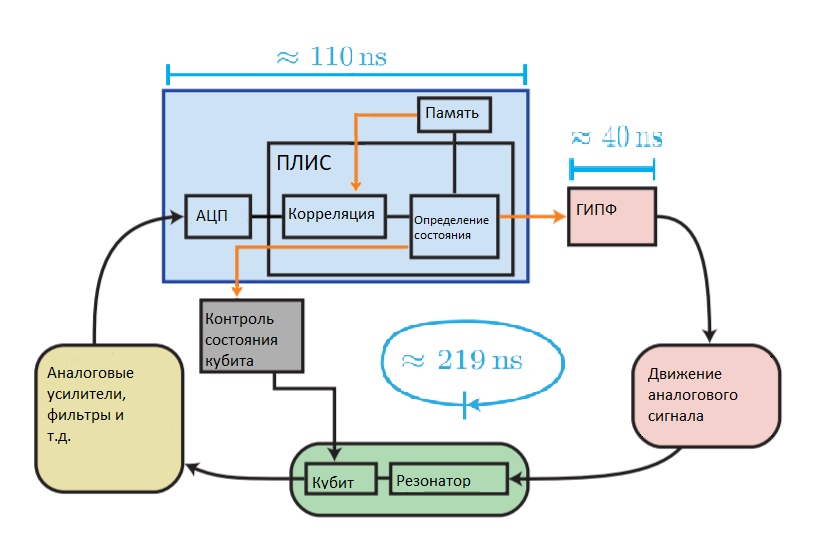 ≈ 110 ns
Память
≈ 40 ns
ПЛИС
АЦП
Корреляция
Определение
состояния
ГИПФ
Контроль
состояния
кубита
≈ 219 ns
Аналоговые
усилители,
фильтры и
т.д.
Движение
аналогового
сигнала
Кубит
Резонатор